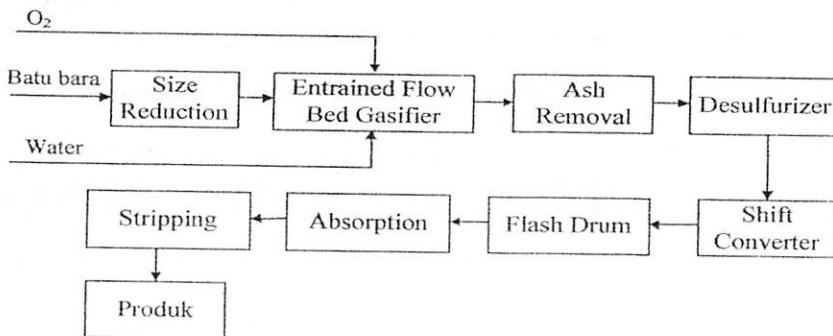 O₂
Batu bara
Size
Reduction
Entrained Flow
Bed Gasifier
Ash
Removal
Desulfurizer
Water
Stripping
Absorption
Flash Drum
Shift
Converter
Produk